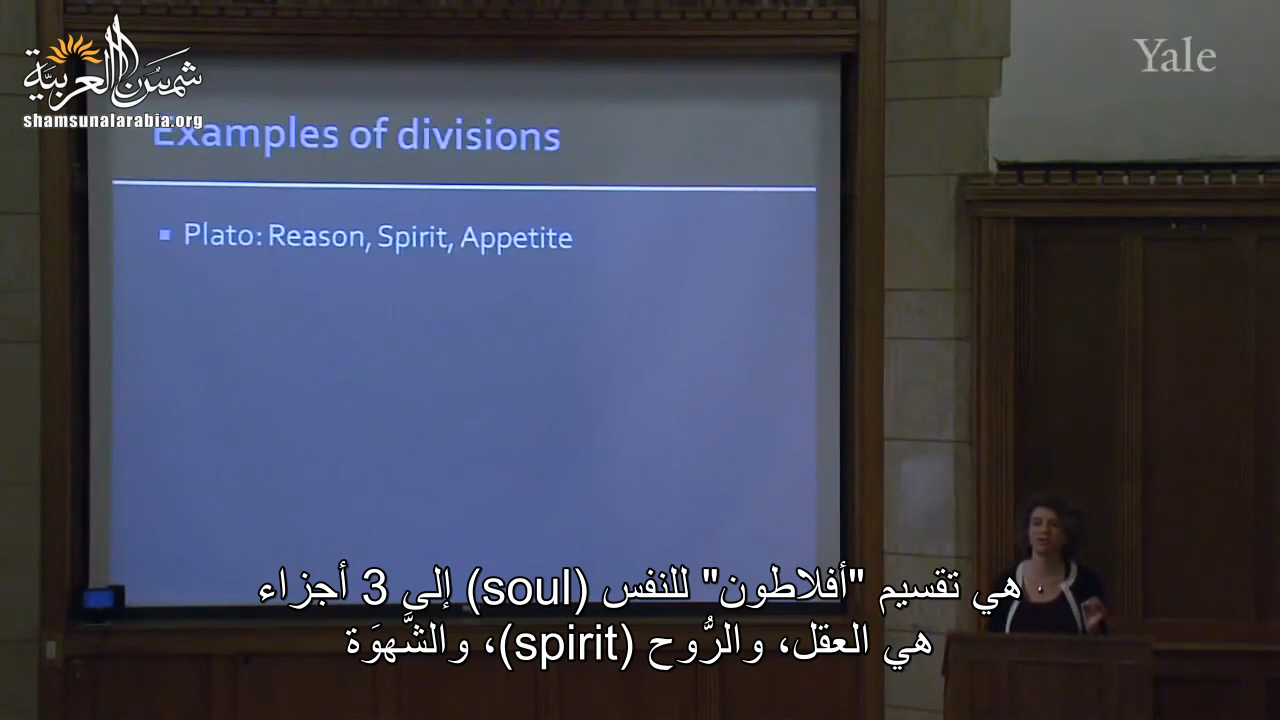 شمسُ العربيَّة
shamsunalarabia.org
Yale
Examples of divisions
Plato: Reason, Spirit, Appetite
هي تقسيم "أفلاطون" للنفس (soul) إلى 3 أجزاء
هي العقل، والرُّوح (spirit)، والشَّهوَة